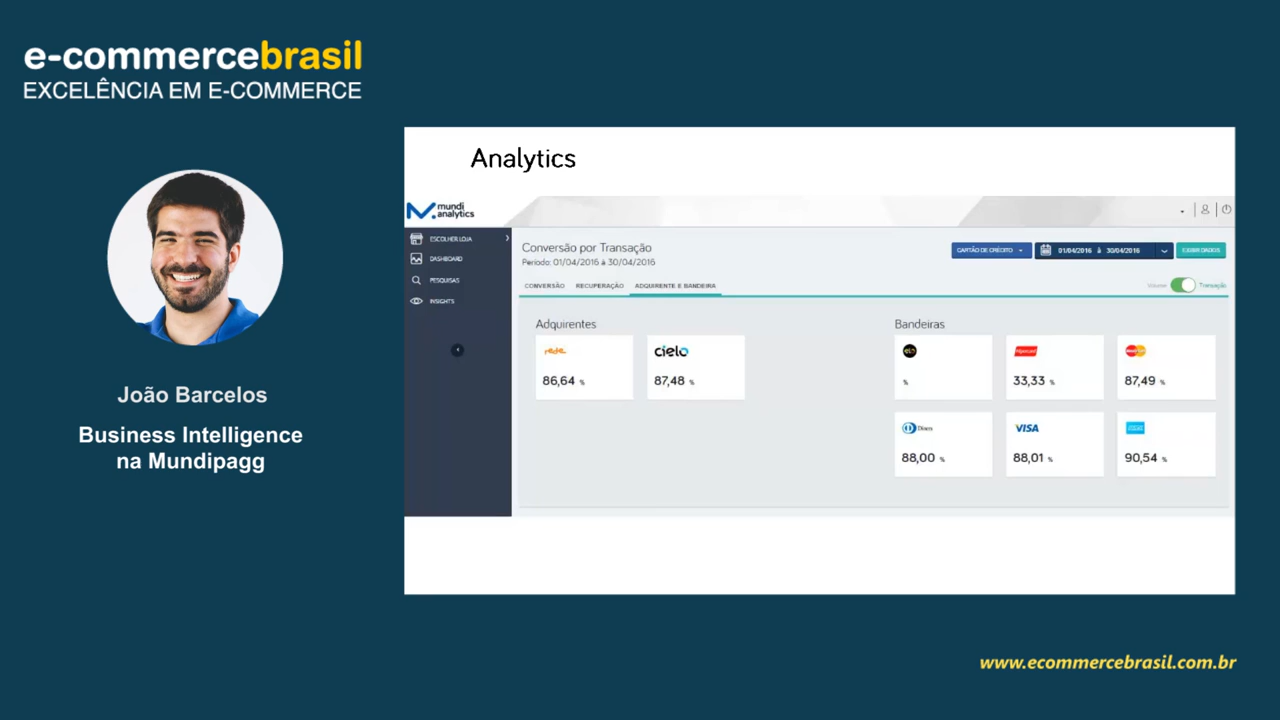 e-commercebrasil
EXCELÊNCIA EM E-COMMERCE
João Barcelos
Business Intelligence
na Mundipagg
Analytics
mundi
analytics
ESCOLHER LOJA
DASHBOARD
PESQUISAS
INSIGHTS
Conversão por Transação
Período: 01/04/2016 à 30/04/2016
CARTÃO DE CRÉDITO
01/04/2016 à 30/04/2016
EXIBIR DADOS
CONVERSÃO RECUPERAÇÃO ADQUIRENTE E BANDEIRA
Volume Transação
Adquirentes
rede
86,64 %
cielo
87,48 %
Bandeiras
elo
%
Hipercard
33,33 %
87,49 %
Diners
88,00 %
VISA
88,01 %
90,54 %
www.ecommercebrasil.com.br